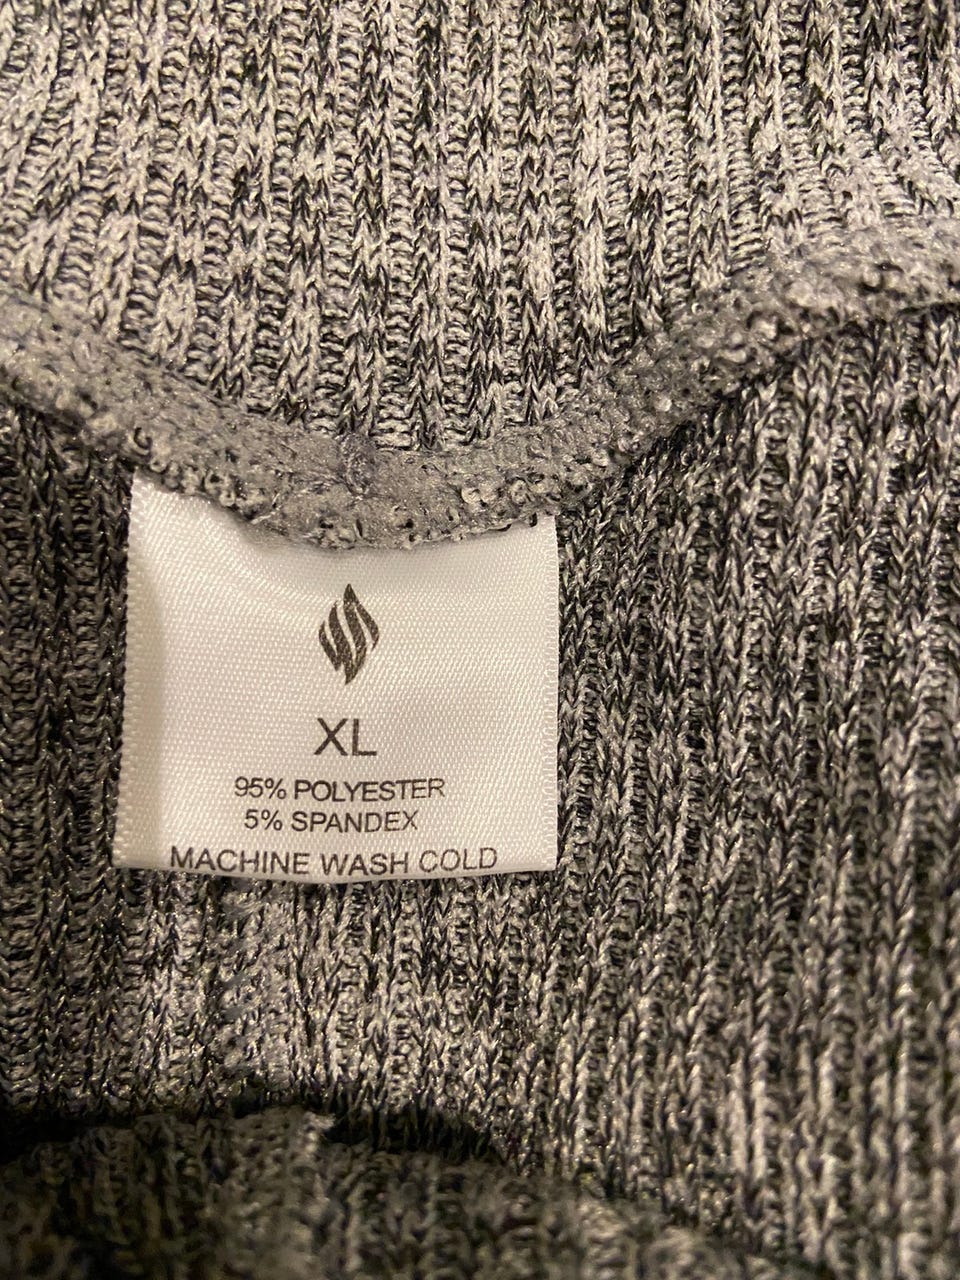 XL
95% POLYESTER
5% SPANDEX
MACHINE WASH COLD